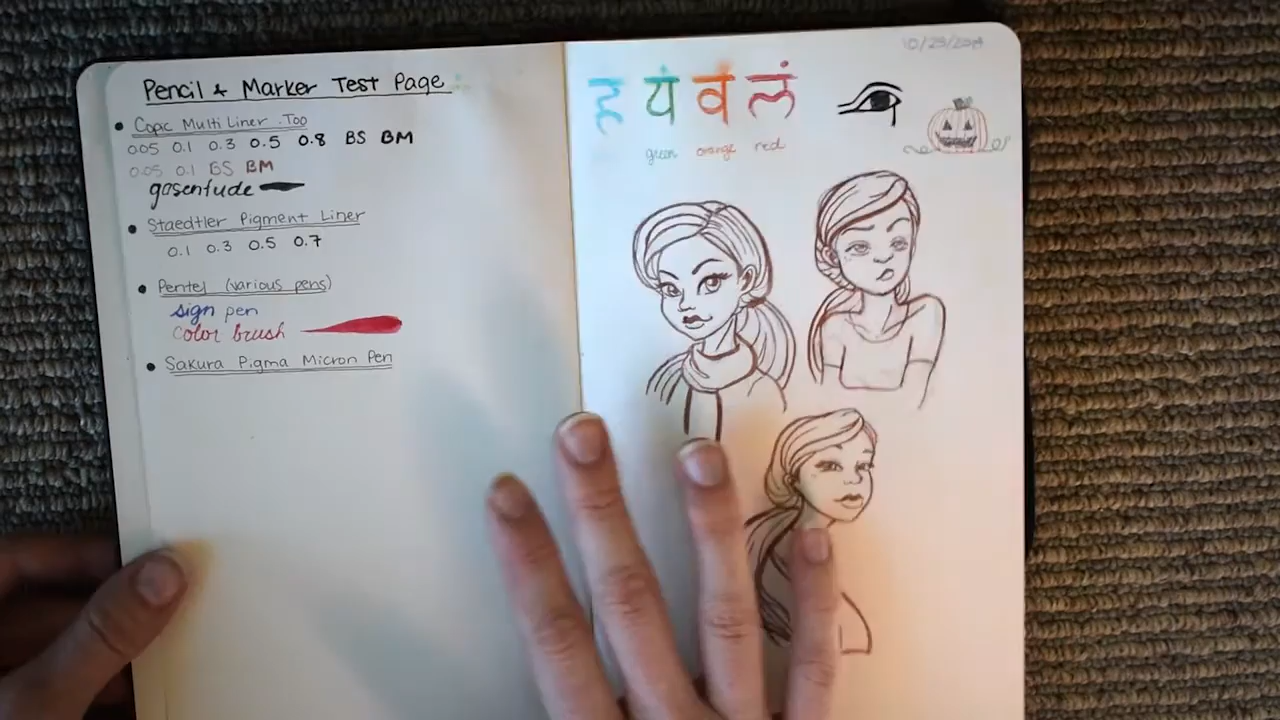 Pencil & Marker Test Page
Copic Multi Liner .Too
005 0.1 0.3 0.5 0.8 BS BM
0.05 0.1 BS BM
gasenfude
Staedtler Pigment Liner
0.1 0.3 0.5 0.7
Pentel (various pens)
sign pen
color brush
Sakura Pigma Micron Pen
ह यं वं लं
green orange red